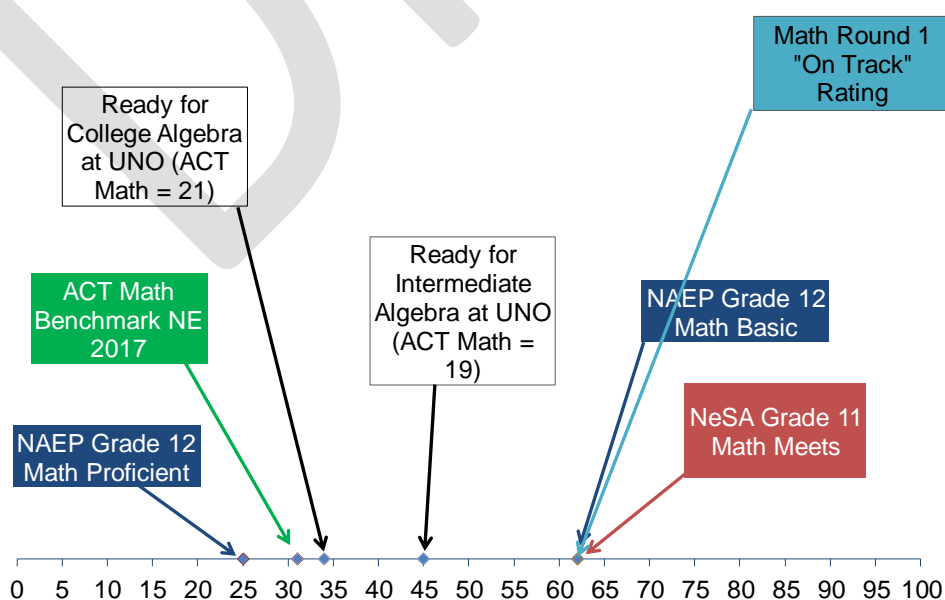 Math Round 1
"On Track"
Rating
Ready for
College Algebra
at UNO (ACT
Math = 21)
Ready for
Intermediate
Algebra at UNO
(ACT Math =
19)
ACT Math
Benchmark NE
2017
NAEP Grade 12
Math Basic
NeSA Grade 11
Math Meets
NAEP Grade 12
Math Proficient
0 5 10 15 20 25 30 35 40 45 50 55 60 65 70 75 80 85 90 95 100